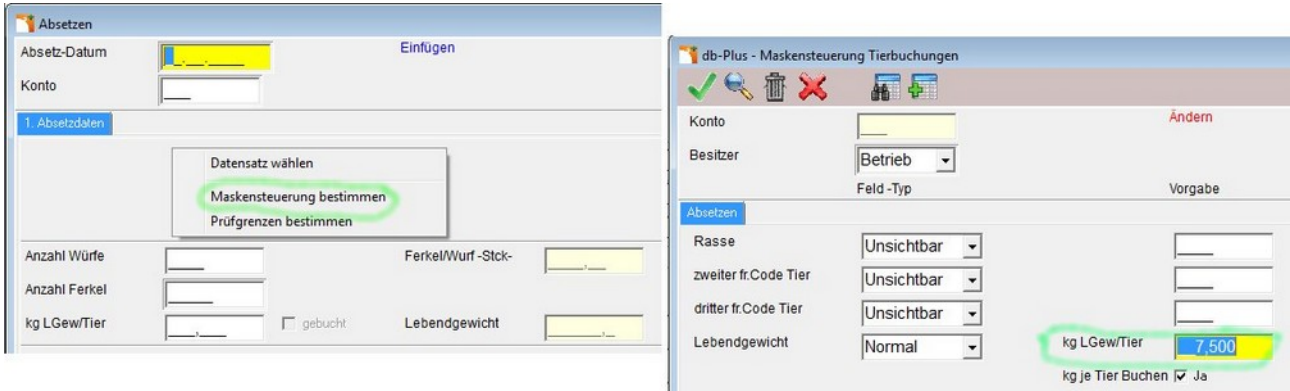 Absetzen
Absetz-Datum
Einfügen
Konto
1. Absetzdaten
Datensatz wählen
Maskensteuerung bestimmen
Prüfgrenzen bestimmen
Anzahl Würfe
Ferkel/Wurf -Stck-
Anzahl Ferkel
kg LGew/Tier
gebucht
Lebendgewicht
db-Plus - Maskensteuerung Tierbuchungen
Konto
Ändern
Besitzer
Betrieb
Feld -Typ
Vorgabe
Absetzen
Rasse
Unsichtbar
zweiter fr.Code Tier
Unsichtbar
dritter fr.Code Tier
Unsichtbar
Lebendgewicht
Normal
kg LGew/Tier
7,500
kg je Tier Buchen
Ja